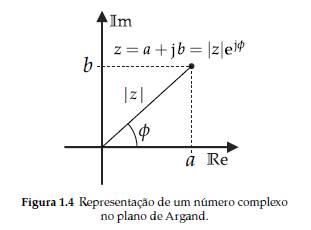 Im
z = a + jb = |z|e^{jϕ}
b
|z|
ϕ
a Re
Figura 1.4 Representação de um número complexo
no plano de Argand.